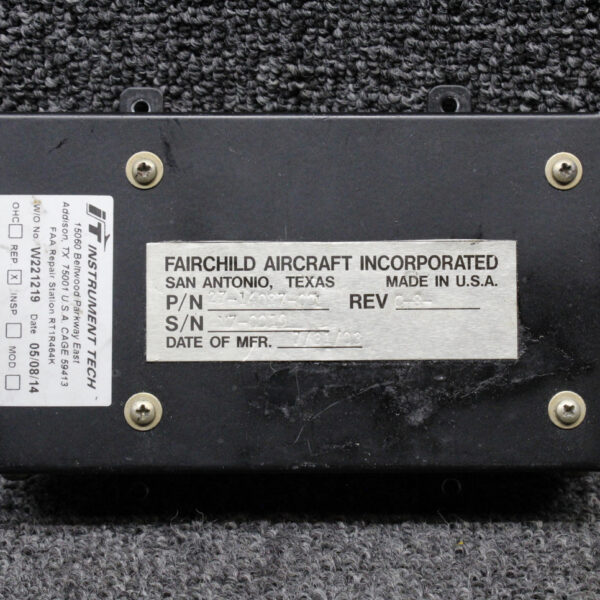 iT INSTRUMENT TECH
15060 Beltwood Parkway East
Addison, TX 75001 U.S.A. CAGE 59413
FAA Repair Station RT1R464K
W/O No. W221219 Date 05/08/14
OHC REP X INSP MOD
FAIRCHILD AIRCRAFT INCORPORATED
SAN ANTONIO, TEXAS MADE IN U.S.A.
P/N REV
S/N
DATE OF MFR.